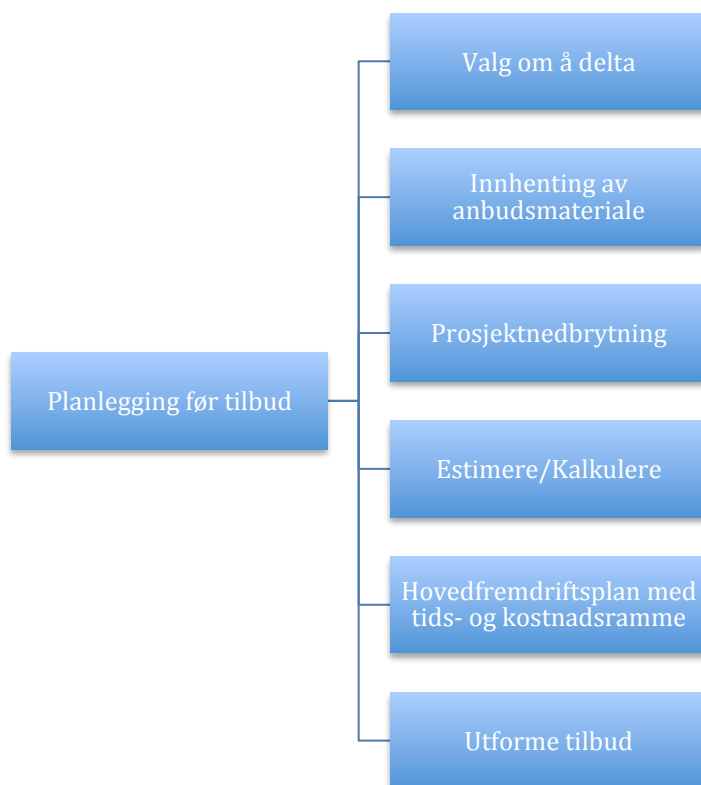 Valg om å delta
Innhenting av
anbudsmateriale
Prosjektnedbrytning
Planlegging før tilbud
Estimere/Kalkulere
Hovedfremdriftsplan med
tids- og kostnadsramme
Utforme tilbud